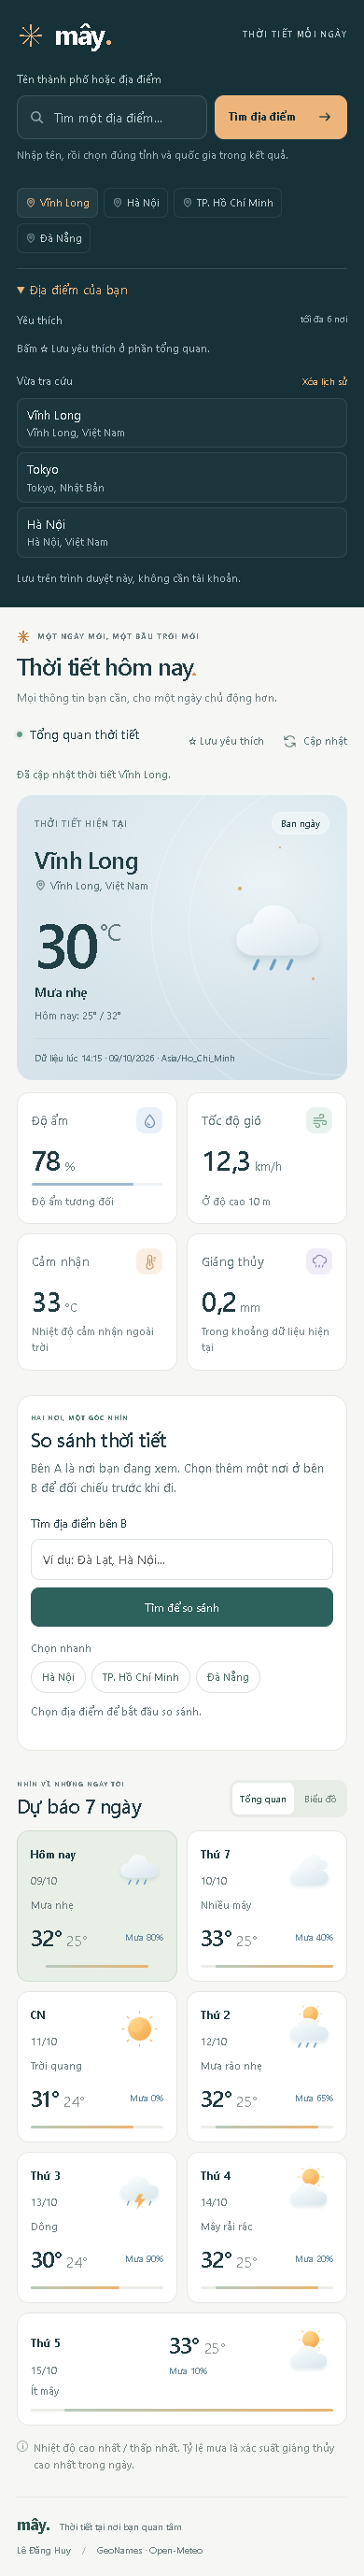 mây.
THỜI TIẾT MỖI NGÀY
Tên thành phố hoặc địa điểm
Tìm một địa điểm...
Tìm địa điểm →
Nhập tên, rồi chọn đúng tỉnh và quốc gia trong kết quả.
Vĩnh Long
Hà Nội
TP. Hồ Chí Minh
Đà Nẵng
▼ Địa điểm của bạn
Yêu thích
tối đa 6 nơi
Bấm ☆ Lưu yêu thích ở phần tổng quan.
Vừa tra cứu
Xóa lịch sử
Vĩnh Long
Vĩnh Long, Việt Nam
Tokyo
Tokyo, Nhật Bản
Hà Nội
Hà Nội, Việt Nam
Lưu trên trình duyệt này, không cần tài khoản.
MỘT NGÀY MỚI, MỘT BẦU TRỜI MỚI
Thời tiết hôm nay.
Mọi thông tin bạn cần, cho một ngày chủ động hơn.
Tổng quan thời tiết
☆ Lưu yêu thích
Cập nhật
Đã cập nhật thời tiết Vĩnh Long.
THỜI TIẾT HIỆN TẠI
Ban ngày
Vĩnh Long
Vĩnh Long, Việt Nam
30°C
Mưa nhẹ
Hôm nay: 25° / 32°
Dữ liệu lúc 14:15 · 09/10/2026 · Asia/Ho_Chi_Minh
Độ ẩm
78 %
Độ ẩm tương đối
Tốc độ gió
12,3 km/h
Ở độ cao 10 m
Cảm nhận
33 °C
Nhiệt độ cảm nhận ngoài
trời
Giáng thủy
0,2 mm
Trong khoảng dữ liệu hiện
tại
HAI NƠI, MỘT GÓC NHÌN
So sánh thời tiết
Bên A là nơi bạn đang xem. Chọn thêm một nơi ở bên
B để đối chiếu trước khi đi.
Tìm địa điểm bên B
Ví dụ: Đà Lạt, Hà Nội...
Tìm để so sánh
Chọn nhanh
Hà Nội
TP. Hồ Chí Minh
Đà Nẵng
Chọn địa điểm để bắt đầu so sánh.
NHÌN VỀ NHỮNG NGÀY TỚI
Dự báo 7 ngày
Tổng quan
Biểu đồ
Hôm nay
09/10
Mưa nhẹ
32° 25°
Mưa 80%
Thứ 7
10/10
Nhiều mây
33° 25°
Mưa 40%
CN
11/10
Trời quang
31° 24°
Mưa 0%
Thứ 2
12/10
Mưa rào nhẹ
32° 25°
Mưa 65%
Thứ 3
13/10
Dông
30° 24°
Mưa 90%
Thứ 4
14/10
Mây rải rác
32° 25°
Mưa 20%
Thứ 5
15/10
Ít mây
33° 25°
Mưa 10%
Nhiệt độ cao nhất / thấp nhất. Tỷ lệ mưa là xác suất giáng thủy
cao nhất trong ngày.
mây.
Thời tiết tại nơi bạn quan tâm
Lê Đăng Huy / GeoNames · Open-Meteo